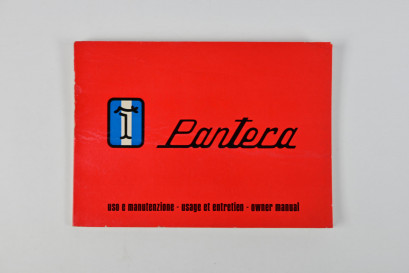 Pantera
uso e manutenzione - usage et entretien - owner manual